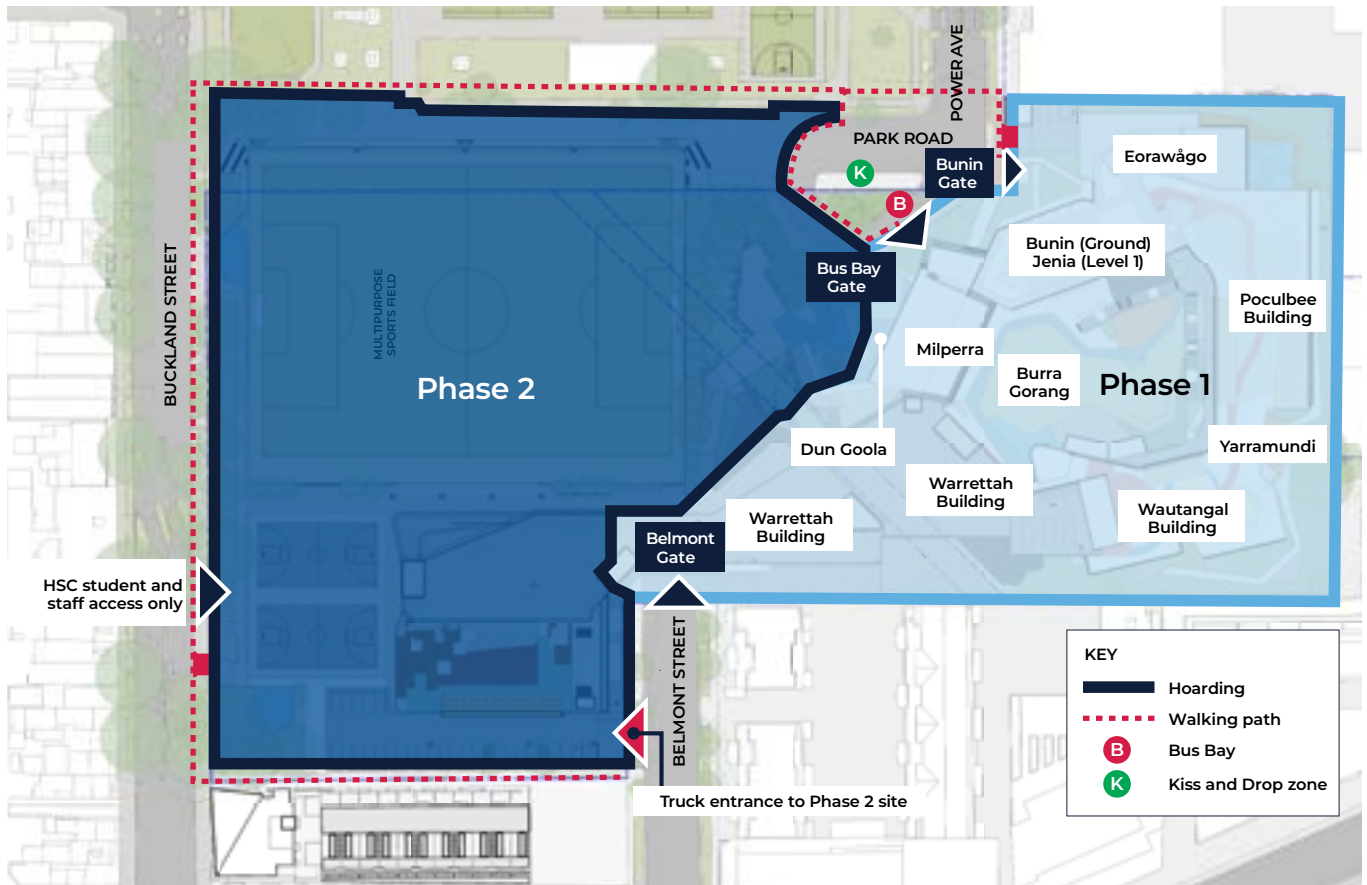 POWER AVE
PARK ROAD
Bunin
Gate
Eorawågo
K
B
Bunin (Ground)
Jenia (Level 1)
Bus Bay
Gate
Poculbee
Building
BUCKLAND STREET
MULTIPURPOSE
SPORTS FIELD
Milperra
Phase 2
Burra
Gorang
Phase 1
Dun Goola
Yarramundi
Warrettah
Building
Wautangal
Building
Warrettah
Building
Belmont
Gate
HSC student and
staff access only
BELMONT STREET
Truck entrance to Phase 2 site
KEY
Hoarding
Walking path
B
Bus Bay
K
Kiss and Drop zone